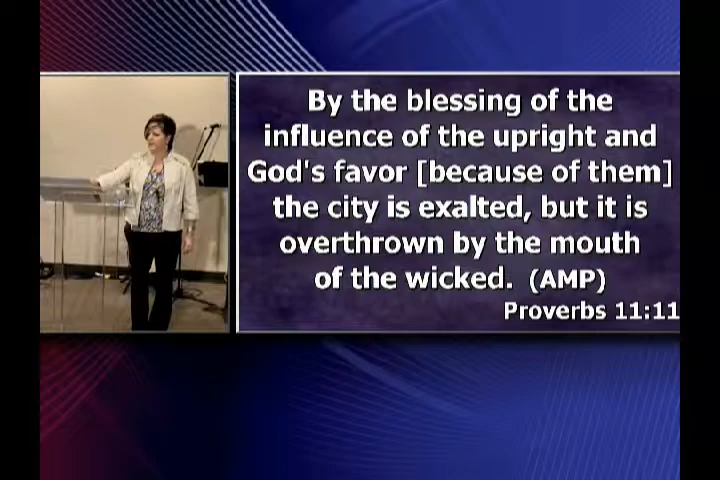 By the blessing of the
influence of the upright and
God's favor [because of them]
the city is exalted, but it is
overthrown by the mouth
of the wicked. (AMP)
Proverbs 11:11